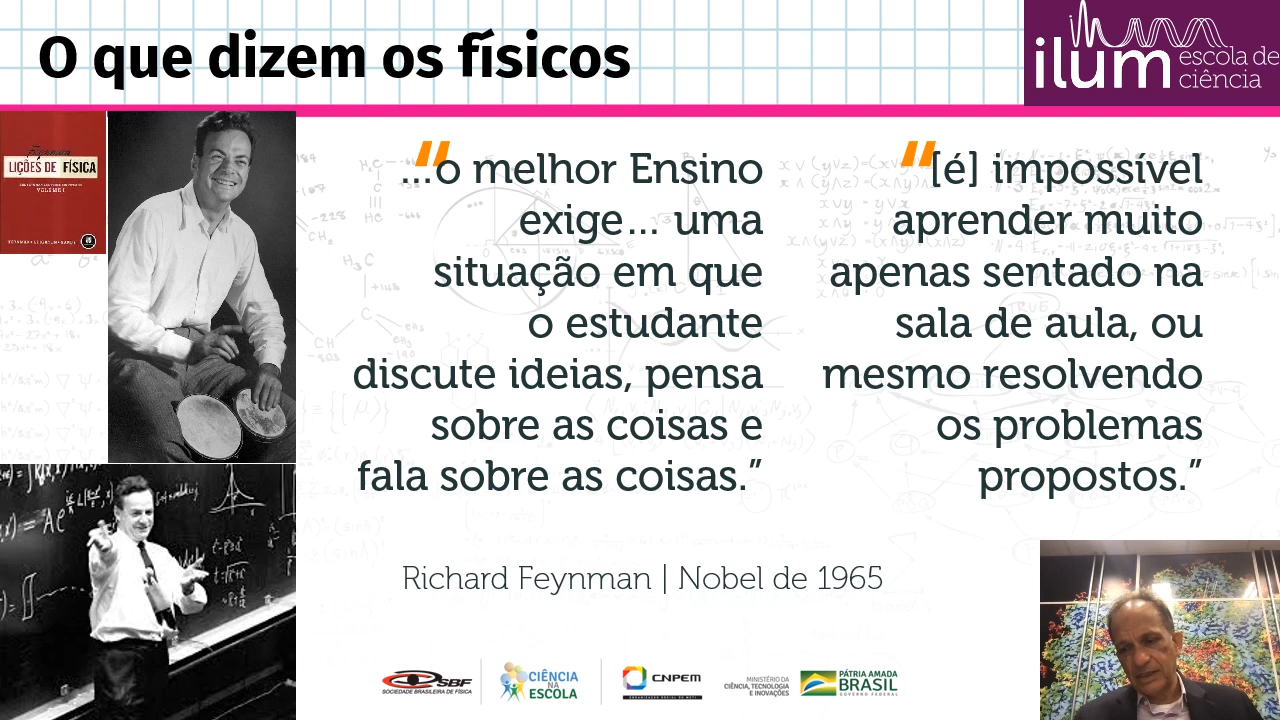 O que dizem os físicos
ilum escola de
ciência
LIÇÕES DE FÍSICA
VOLUME I
“...o melhor Ensino
exige... uma
situação em que
o estudante
discute ideias, pensa
sobre as coisas e
fala sobre as coisas.”
“[é] impossível
aprender muito
apenas sentado na
sala de aula, ou
mesmo resolvendo
os problemas
propostos.”
Richard Feynman | Nobel de 1965
SBF
SOCIEDADE BRASILEIRA DE FÍSICA
CIÊNCIA
NA
ESCOLA
CNPEM
MINISTÉRIO DA
CIÊNCIA, TECNOLOGIA
E INOVAÇÕES
PÁTRIA AMADA
BRASIL
GOVERNO FEDERAL